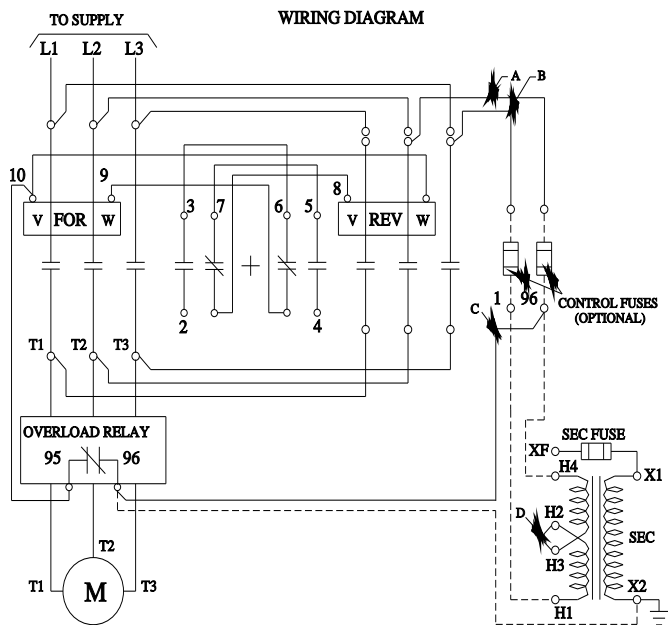 WIRING DIAGRAM
TO SUPPLY
L1 L2 L3
A B
10 9 8
3 7 6 5
V FOR W
V REV W
1 96
CONTROL FUSES
(OPTIONAL)
C
2 4
T1 T2 T3
OVERLOAD RELAY
95 96
SEC FUSE
XF
H4 X1
D H2
SEC
H3
T2
T1 M T3
X2
H1